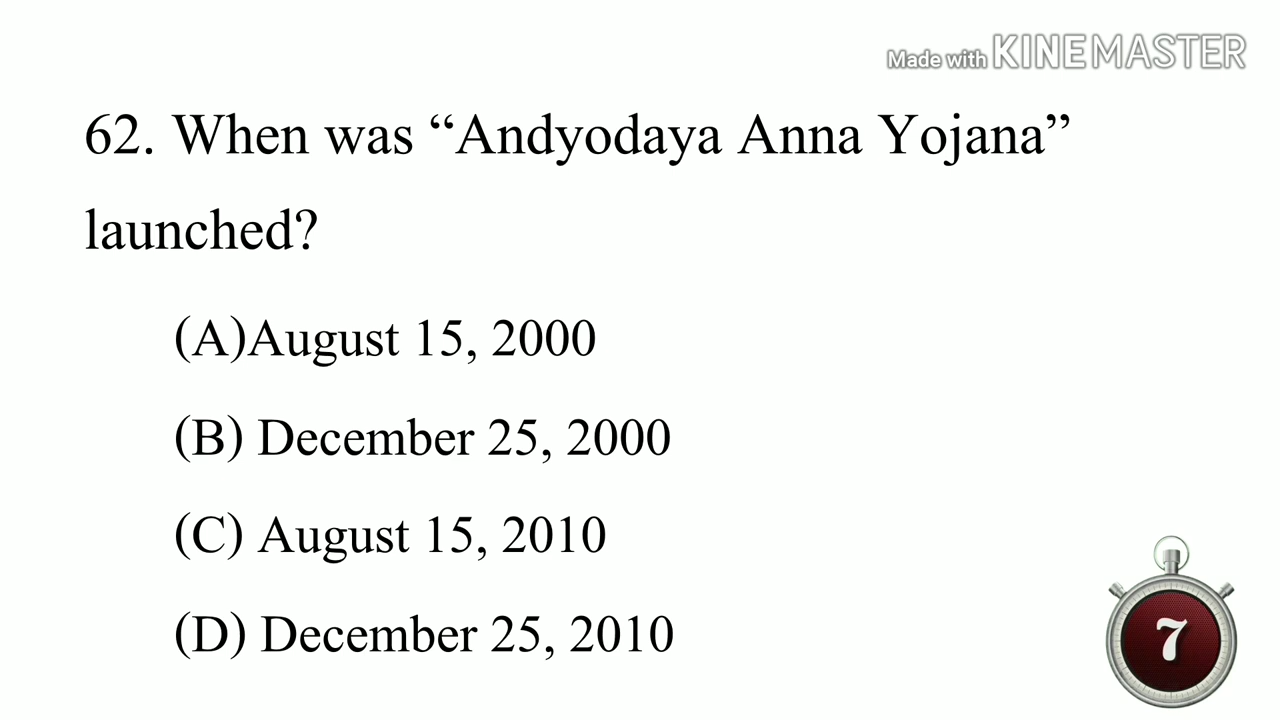 Made with KINEMASTER
62. When was “Andyodaya Anna Yojana”
launched?
(A)August 15, 2000
(B) December 25, 2000
(C) August 15, 2010
(D) December 25, 2010
7